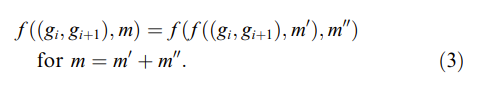 f((gᵢ, gᵢ₊₁), m) = f(f((gᵢ, gᵢ₊₁), m′), m″)
for m = m′ + m″. (3)